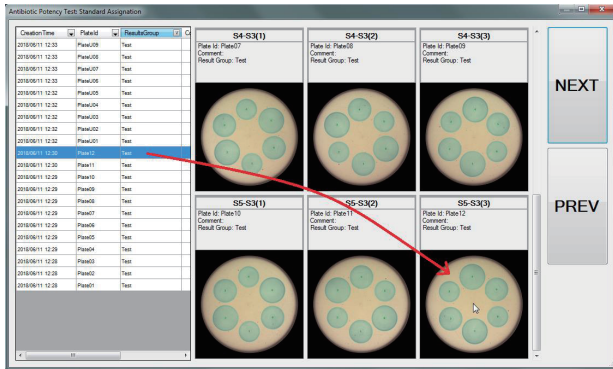 Antibiotic Potency Test: Standard Assignation
CreationTime PlateId ResultsGroup Co
2018/06/11 12:33 PlateU09 Test
2018/06/11 12:33 PlateU08 Test
2018/06/11 12:33 PlateU07 Test
2018/06/11 12:33 PlateU06 Test
2018/06/11 12:32 PlateU05 Test
2018/06/11 12:32 PlateU04 Test
2018/06/11 12:32 PlateU03 Test
2018/06/11 12:32 PlateU02 Test
2018/06/11 12:32 PlateU01 Test
2018/06/11 12:30 Plate12 Test
2018/06/11 12:30 Plate11 Test
2018/06/11 12:29 Plate10 Test
2018/06/11 12:29 Plate09 Test
2018/06/11 12:29 Plate08 Test
2018/06/11 12:29 Plate07 Test
2018/06/11 12:29 Plate06 Test
2018/06/11 12:29 Plate05 Test
2018/06/11 12:29 Plate04 Test
2018/06/11 12:28 Plate03 Test
2018/06/11 12:28 Plate02 Test
2018/06/11 12:28 Plate01 Test
S4-S3(1)
Plate Id: Plate07
Comment:
Result Group: Test
S4-S3(2)
Plate Id: Plate08
Comment:
Result Group: Test
S4-S3(3)
Plate Id: Plate09
Comment:
Result Group: Test
S5-S3(1)
Plate Id: Plate10
Comment:
Result Group: Test
S5-S3(2)
Plate Id: Plate11
Comment:
Result Group: Test
S5-S3(3)
Plate Id: Plate12
Comment:
Result Group: Test
NEXT
PREV